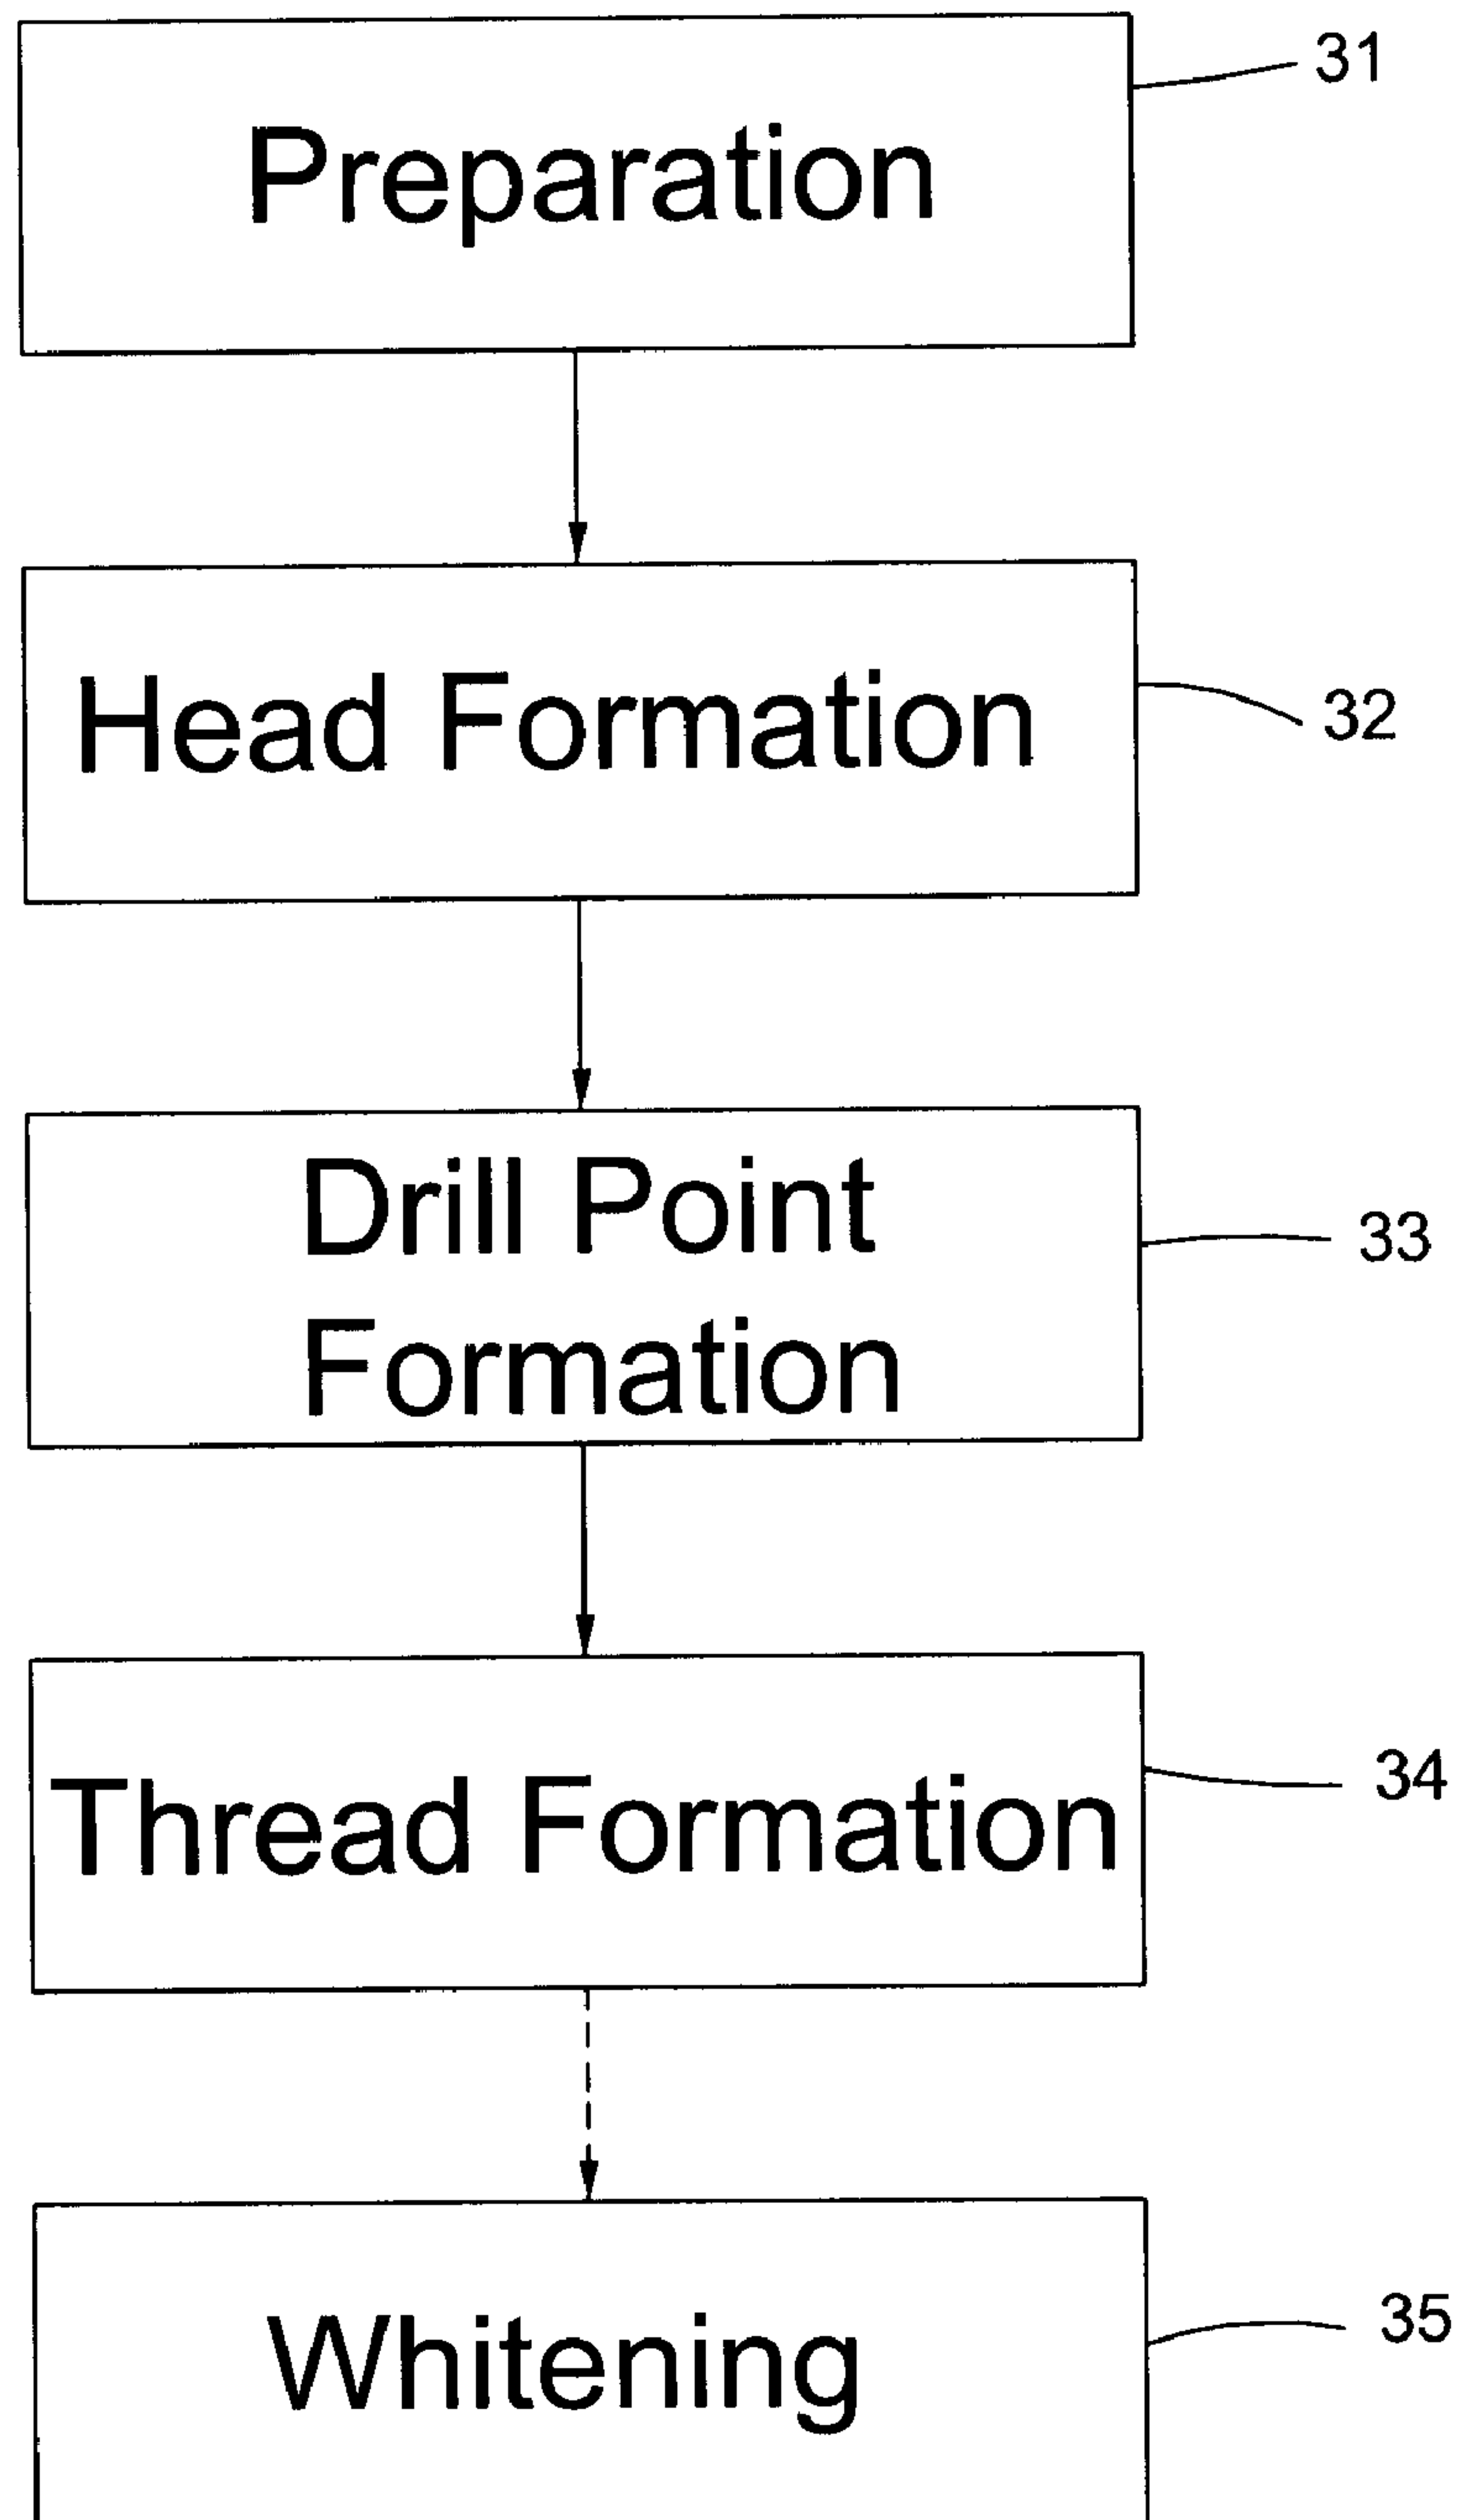 Preparation
31
Head Formation
32
Drill Point
Formation
33
Thread Formation
34
Whitening
35